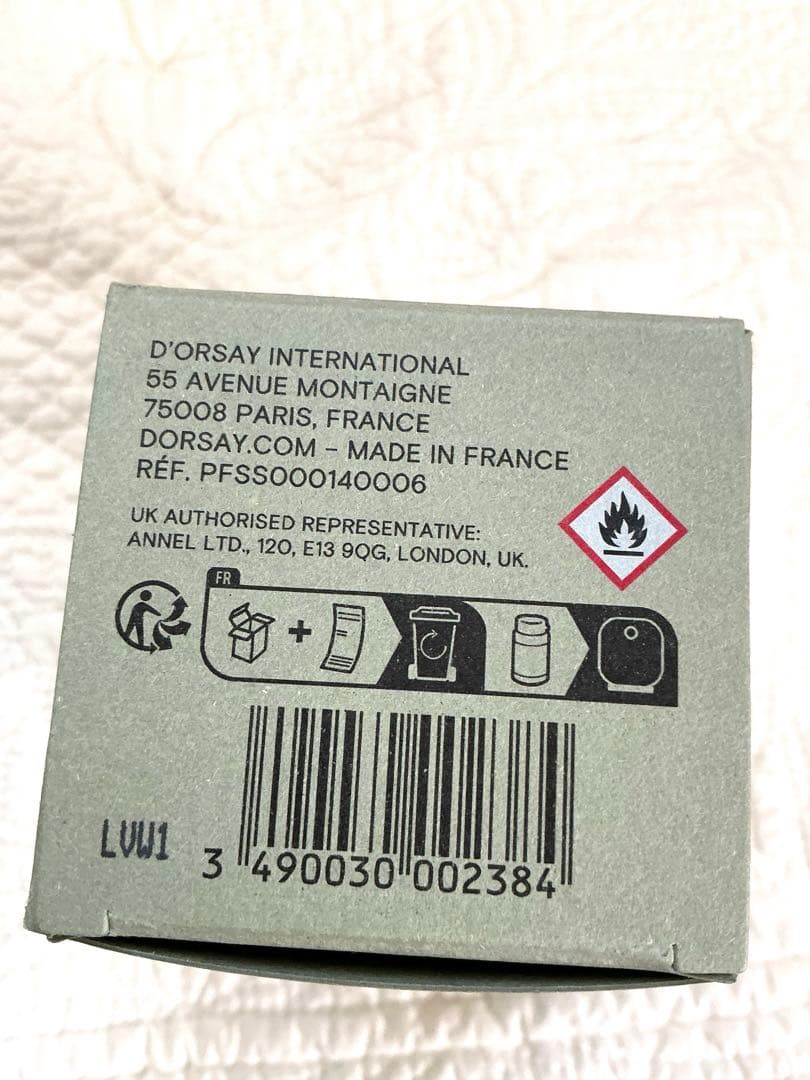 D'ORSAY INTERNATIONAL
55 AVENUE MONTAIGNE
75008 PARIS, FRANCE
DORSAY.COM – MADE IN FRANCE
RÉF. PFSS000140006
UK AUTHORISED REPRESENTATIVE:
ANNEL LTD., 120, E13 9QG, LONDON, UK.
FR
+
LVW1
3 490030 002384